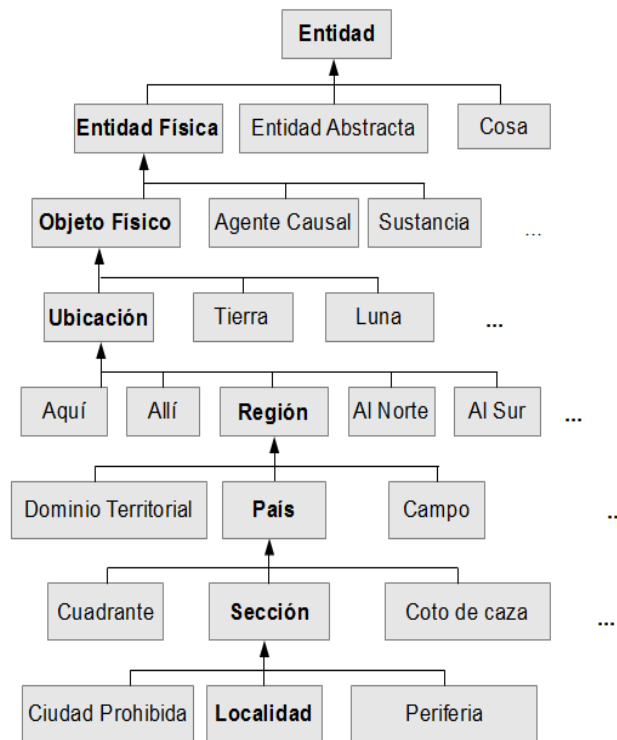 Entidad
Entidad Física
Entidad Abstracta
Cosa
Objeto Físico
Agente Causal
Sustancia
...
Ubicación
Tierra
Luna
...
Aquí
Allí
Región
Al Norte
Al Sur
...
Dominio Territorial
País
Campo
..
Cuadrante
Sección
Coto de caza
...
Ciudad Prohibida
Localidad
Periferia